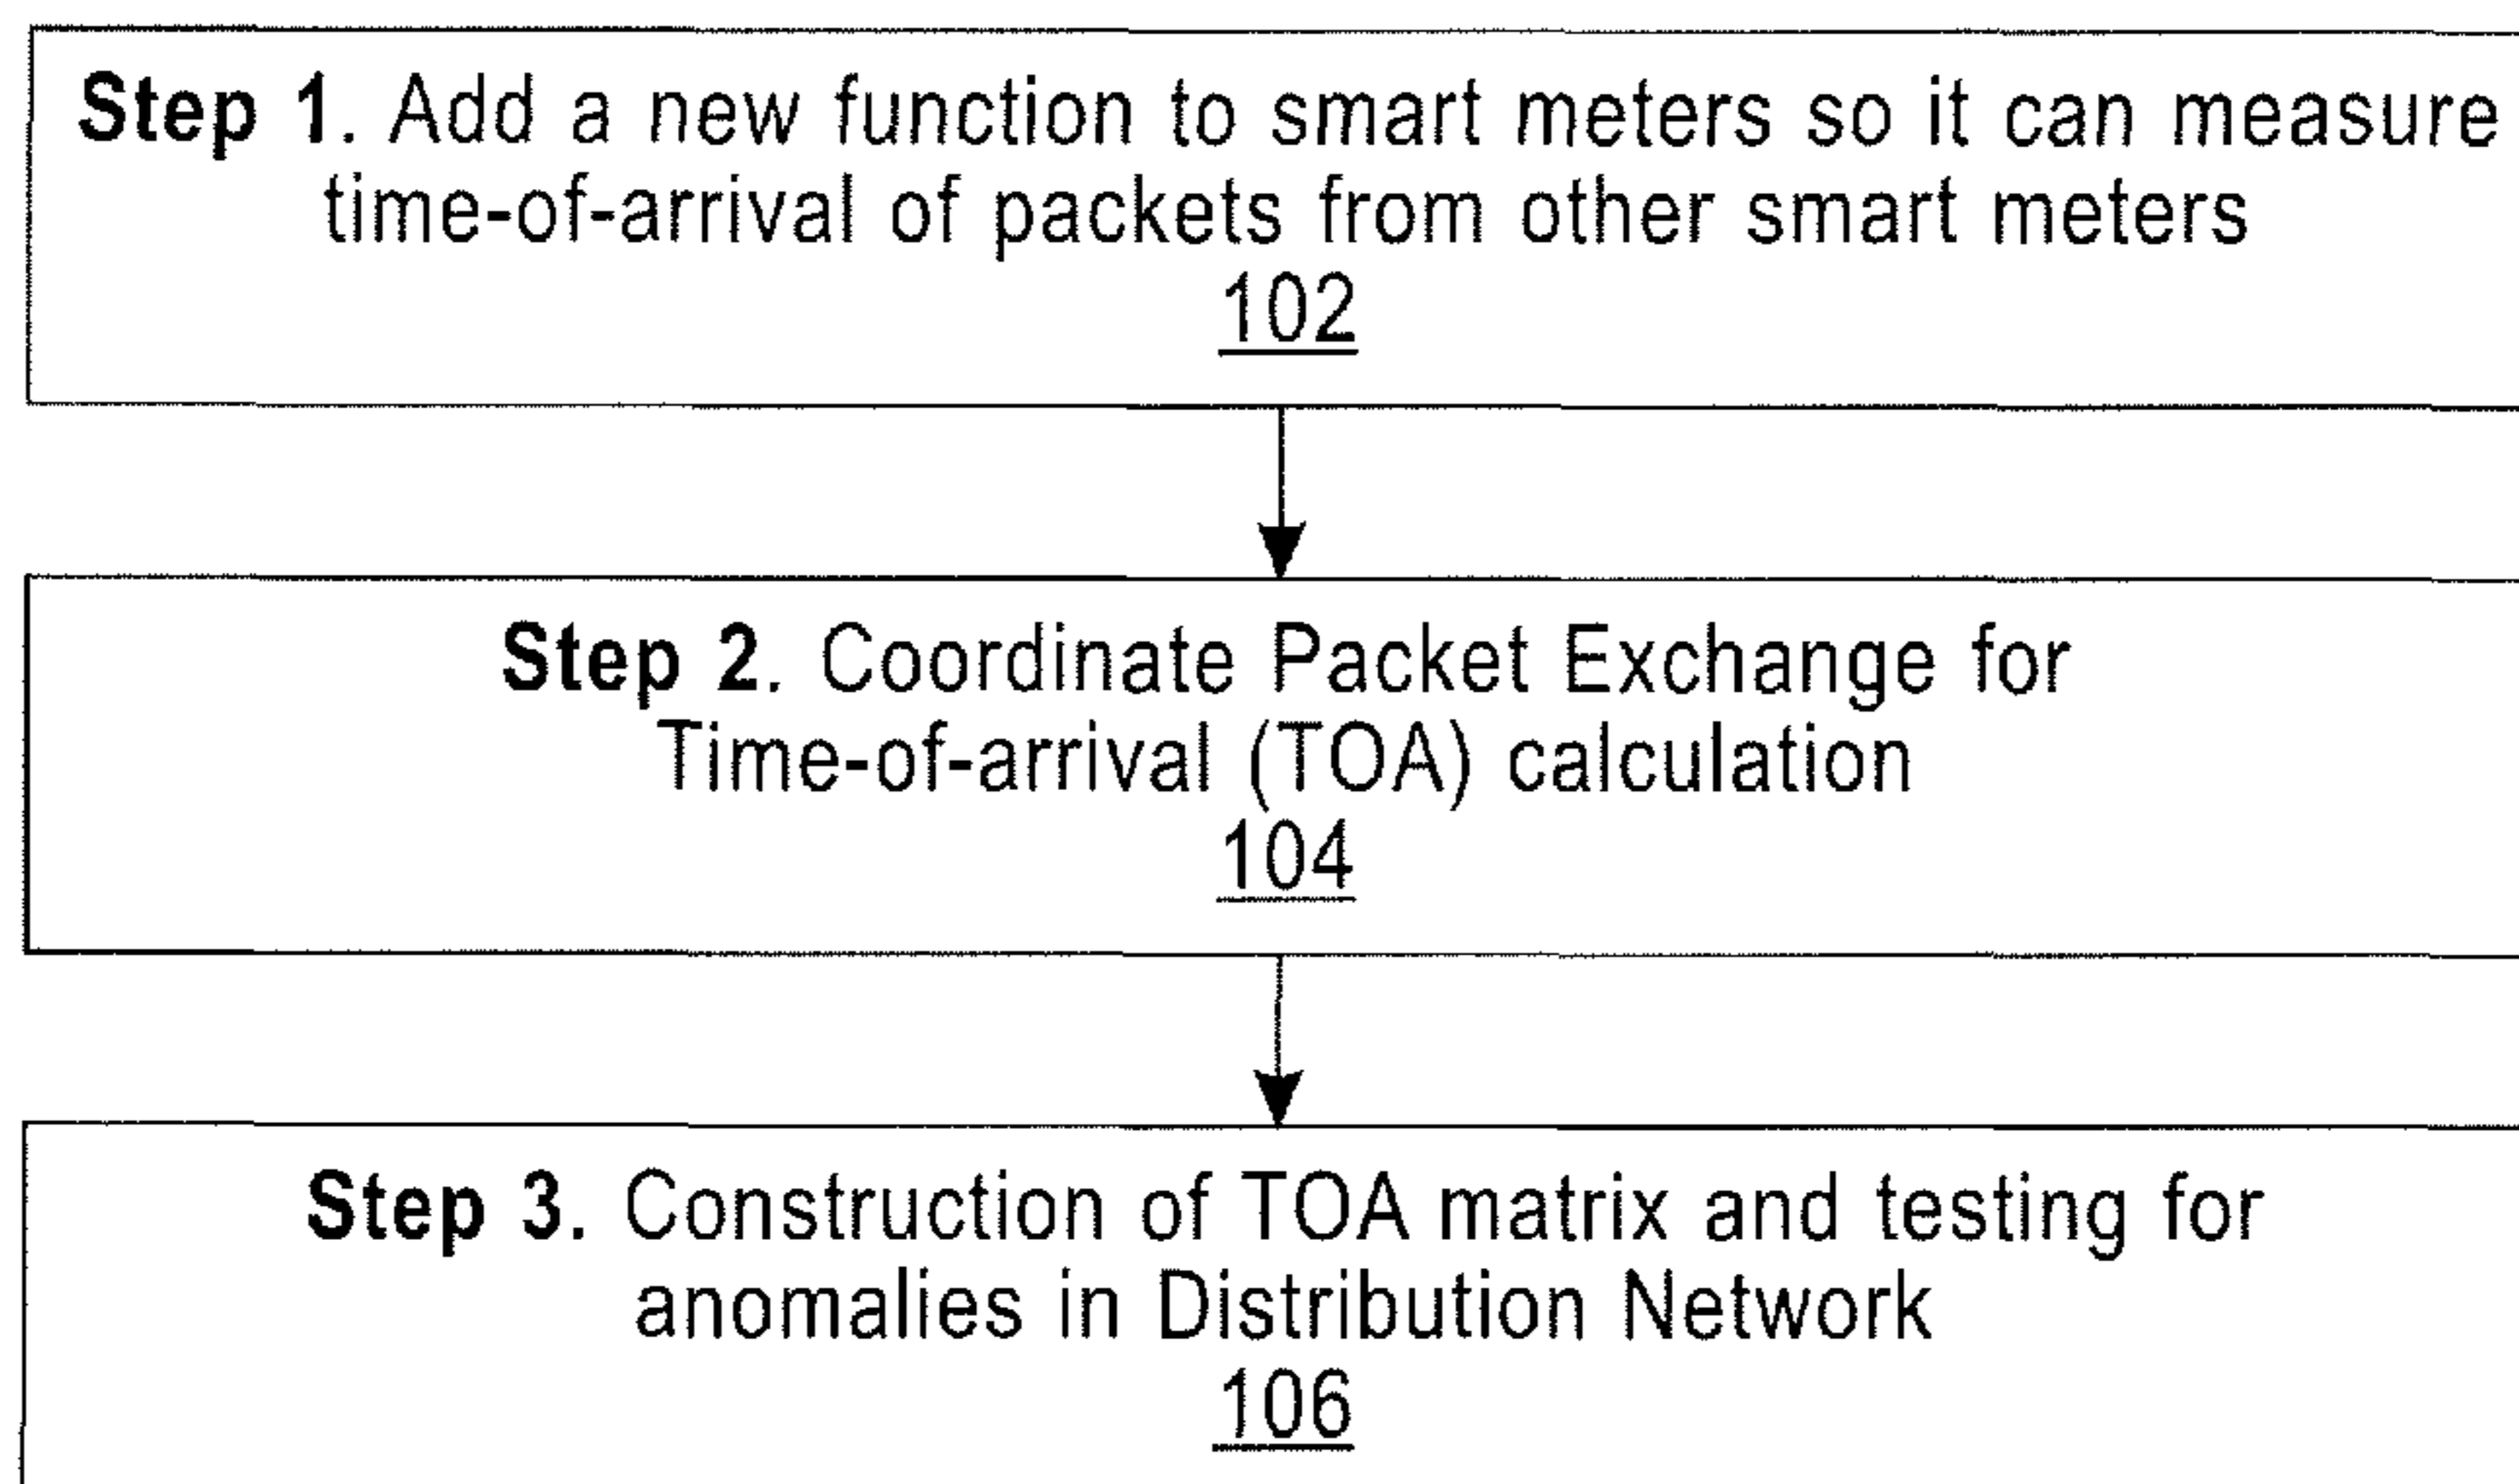 Step 1. Add a new function to smart meters so it can measure
time-of-arrival of packets from other smart meters
102
Step 2. Coordinate Packet Exchange for
Time-of-arrival (TOA) calculation
104
Step 3. Construction of TOA matrix and testing for
anomalies in Distribution Network
106